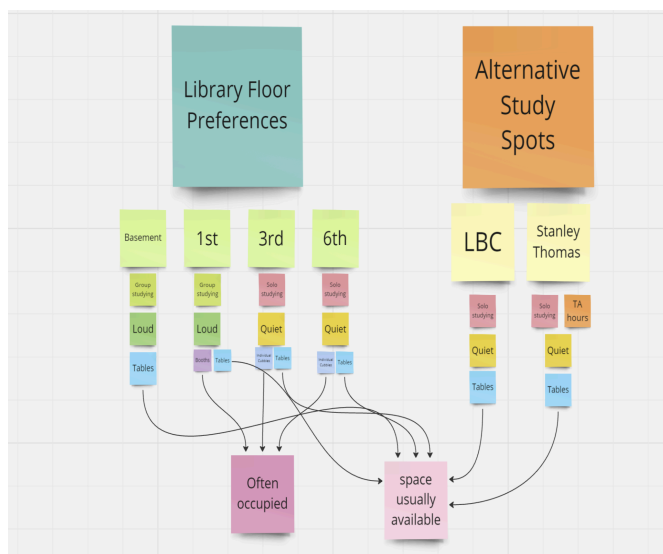 Library Floor
Preferences
Alternative
Study
Spots
Basement
1st
3rd
6th
LBC
Stanley
Thomas
Group
studying
Group
studying
Solo
studying
Solo
studying
Solo
studying
Solo
studying
TA
hours
Loud
Loud
Quiet
Quiet
Quiet
Quiet
Tables
Booths
Tables
Individual
Cubbies
Tables
Individual
Cubbies
Tables
Tables
Tables
Often
occupied
space
usually
available